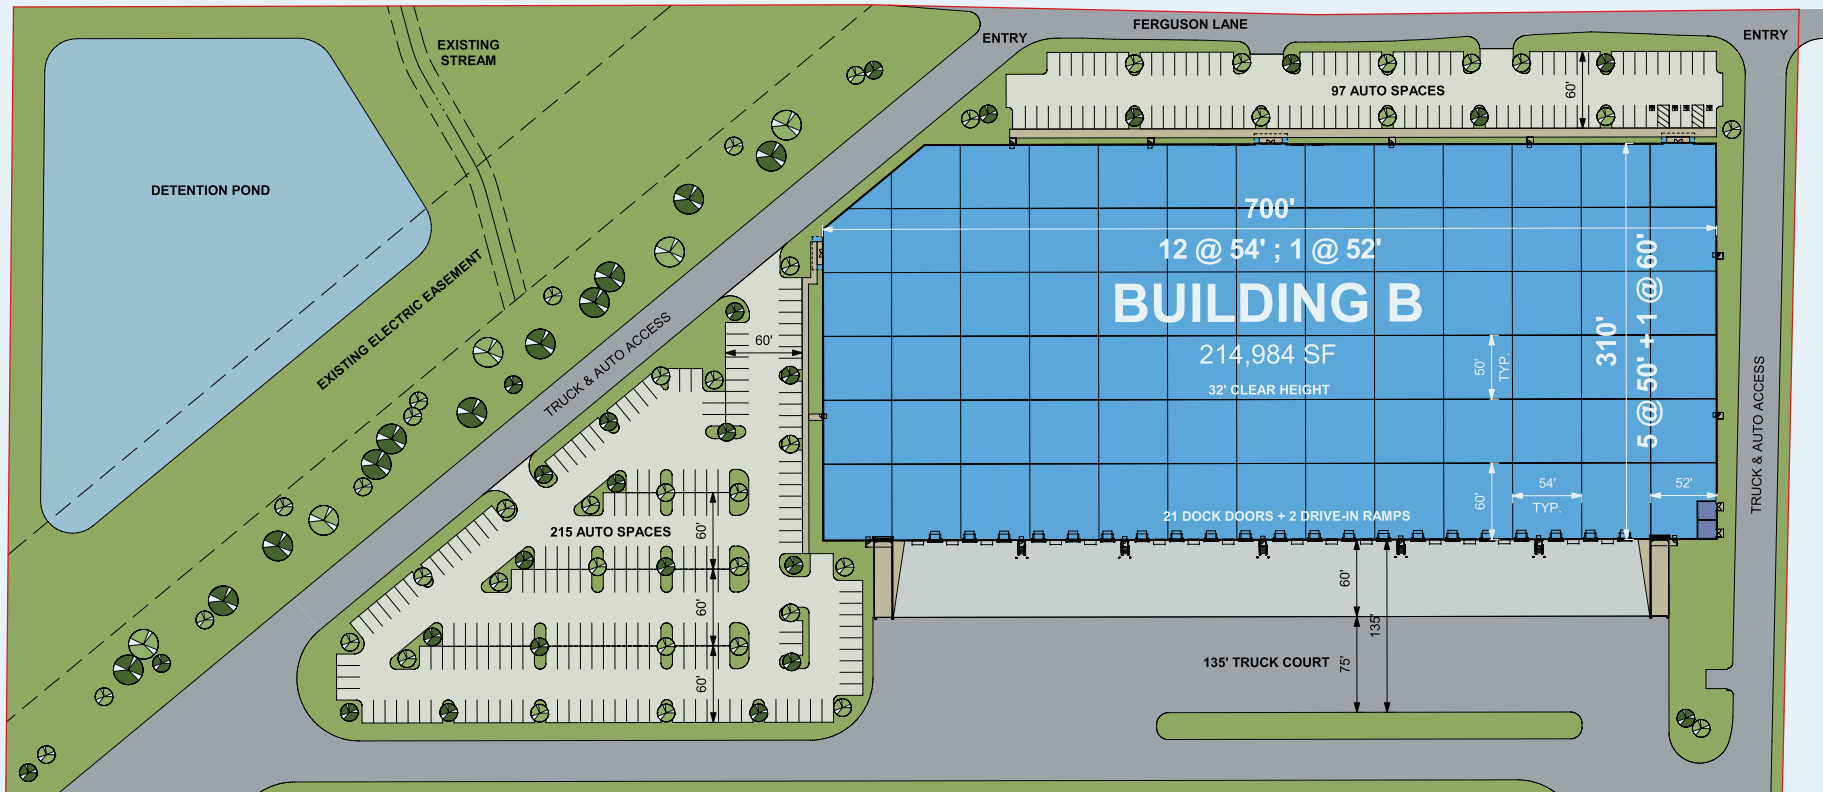 FERGUSON LANE
ENTRY
ENTRY
EXISTING
STREAM
97 AUTO SPACES
60'
DETENTION POND
700'
12 @ 54' ; 1 @ 52'
BUILDING B
214,984 SF
32' CLEAR HEIGHT
310'
5 @ 50' + 1 @ 60'
50'
TYP.
EXISTING ELECTRIC EASEMENT
TRUCK & AUTO ACCESS
60'
TRUCK & AUTO ACCESS
60'
54'
TYP.
52'
21 DOCK DOORS + 2 DRIVE-IN RAMPS
215 AUTO SPACES
60'
60'
60'
60'
135'
75'
135' TRUCK COURT